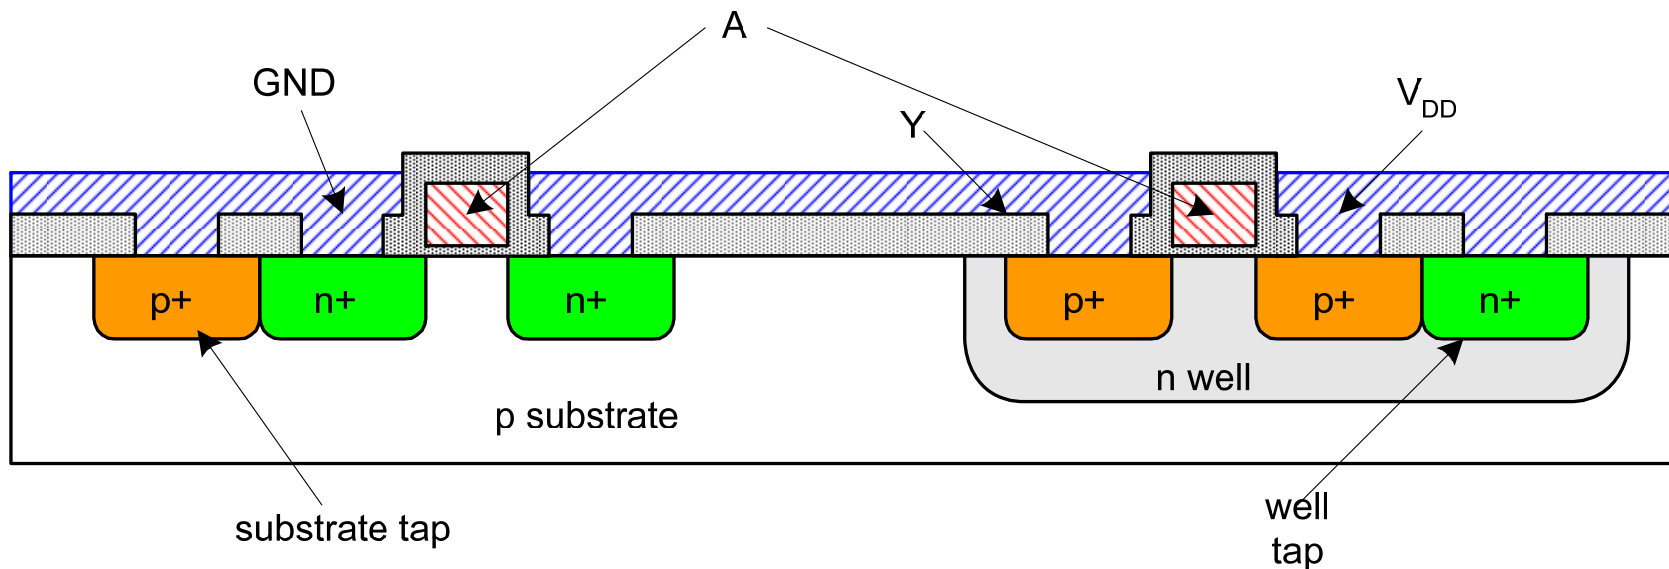 A
GND
Y
VDD
p+
n+
n+
p+
p+
n+
n well
p substrate
substrate tap
well
tap